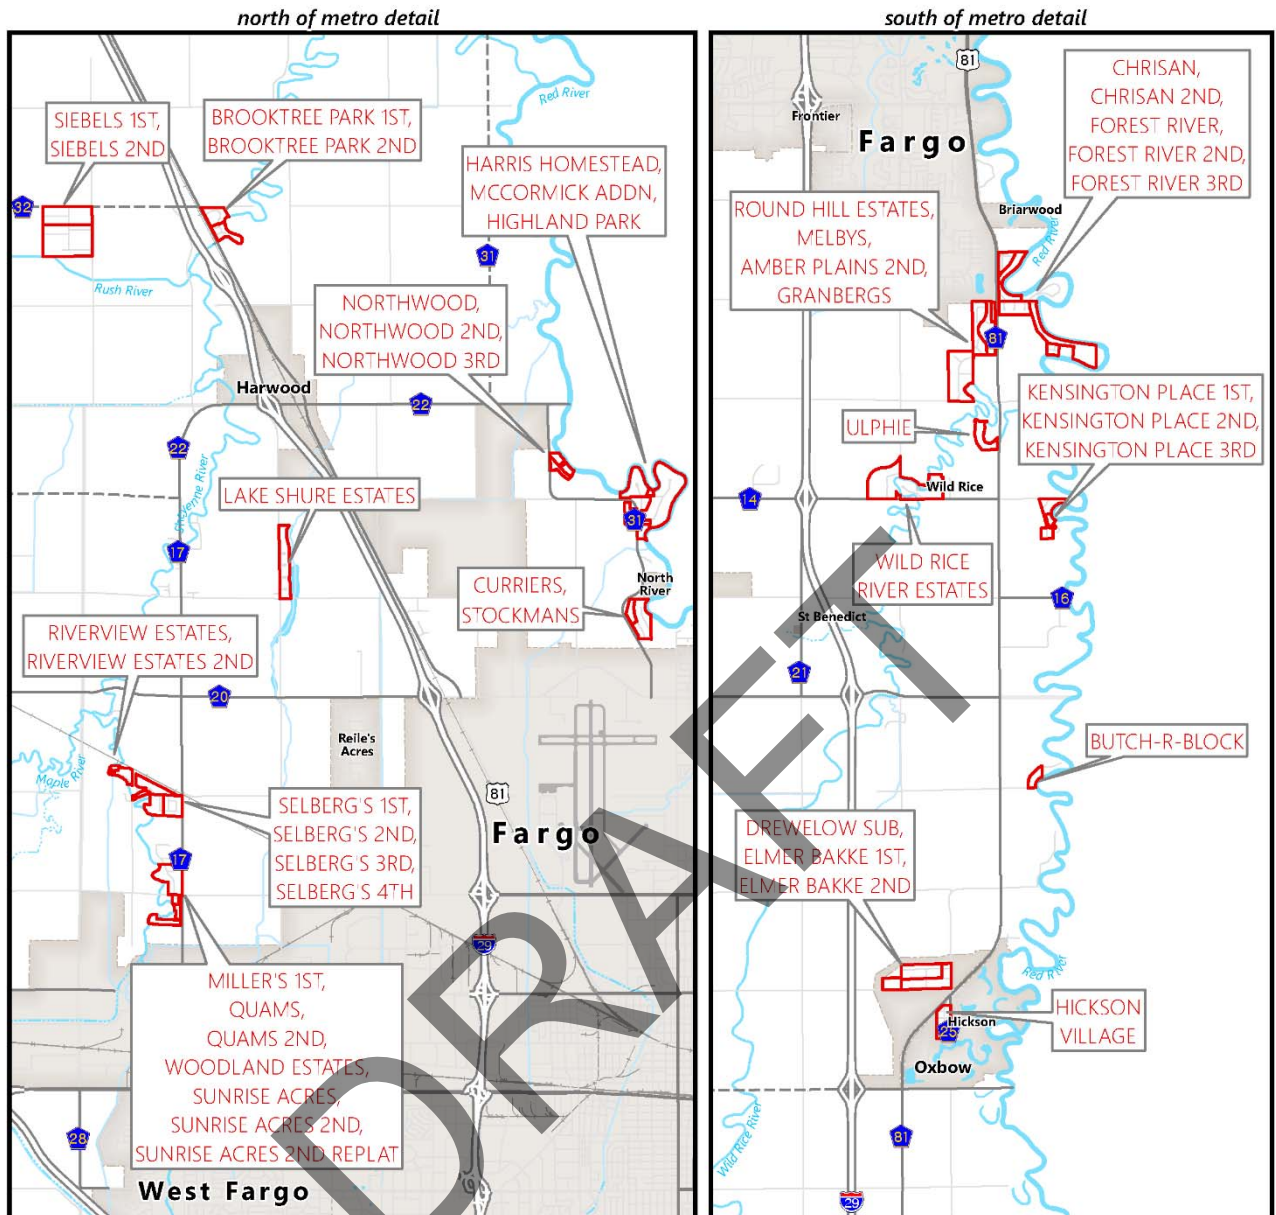 north of metro detail
Red River
SIEBELS 1ST,
SIEBELS 2ND
BROOKTREE PARK 1ST,
BROOKTREE PARK 2ND
HARRIS HOMESTEAD,
MCCORMICK ADDN,
HIGHLAND PARK
32
31
Rush River
NORTHWOOD,
NORTHWOOD 2ND,
NORTHWOOD 3RD
Harwood
22
22
Sheyenne River
LAKE SHURE ESTATES
31
17
CURRIERS,
STOCKMANS
North
River
RIVERVIEW ESTATES,
RIVERVIEW ESTATES 2ND
20
Reile's
Acres
Maple River
81
SELBERG'S 1ST,
SELBERG'S 2ND,
SELBERG'S 3RD,
SELBERG'S 4TH
Fargo
17
29
MILLER'S 1ST,
QUAMS,
QUAMS 2ND,
WOODLAND ESTATES,
SUNRISE ACRES,
SUNRISE ACRES 2ND,
SUNRISE ACRES 2ND REPLAT
28
West Fargo
south of metro detail
81
Frontier
Fargo
CHRISAN,
CHRISAN 2ND,
FOREST RIVER,
FOREST RIVER 2ND,
FOREST RIVER 3RD
Briarwood
Red River
ROUND HILL ESTATES,
MELBYS,
AMBER PLAINS 2ND,
GRANBERGS
81
KENSINGTON PLACE 1ST,
KENSINGTON PLACE 2ND,
KENSINGTON PLACE 3RD
ULPHIE
Wild Rice
14
WILD RICE
RIVER ESTATES
16
St Benedict
21
BUTCH-R-BLOCK
DREWELOW SUB,
ELMER BAKKE 1ST,
ELMER BAKKE 2ND
Red River
HICKSON
VILLAGE
Hickson
25
Oxbow
Wild Rice River
81
29
DRAFT